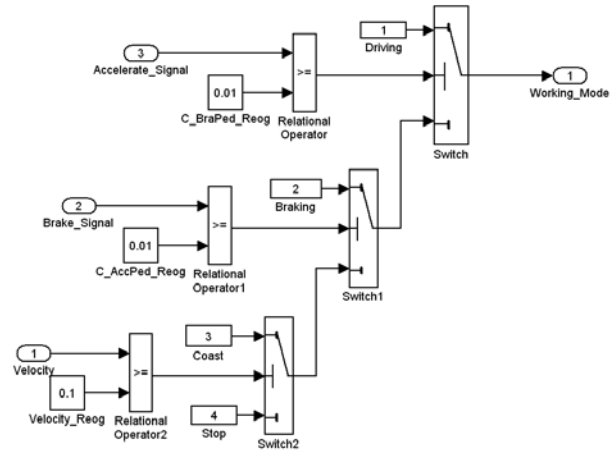 1
Driving
3
Accelerate_Signal
>=
0.01
C_BraPed_Reog
Relational
Operator
Switch
1
Working_Mode
2
Braking
2
Brake_Signal
>=
0.01
C_AccPed_Reog
Relational
Operator1
Switch1
3
Coast
1
Velocity
>=
0.1
Velocity_Reog
Relational
Operator2
4
Stop
Switch2